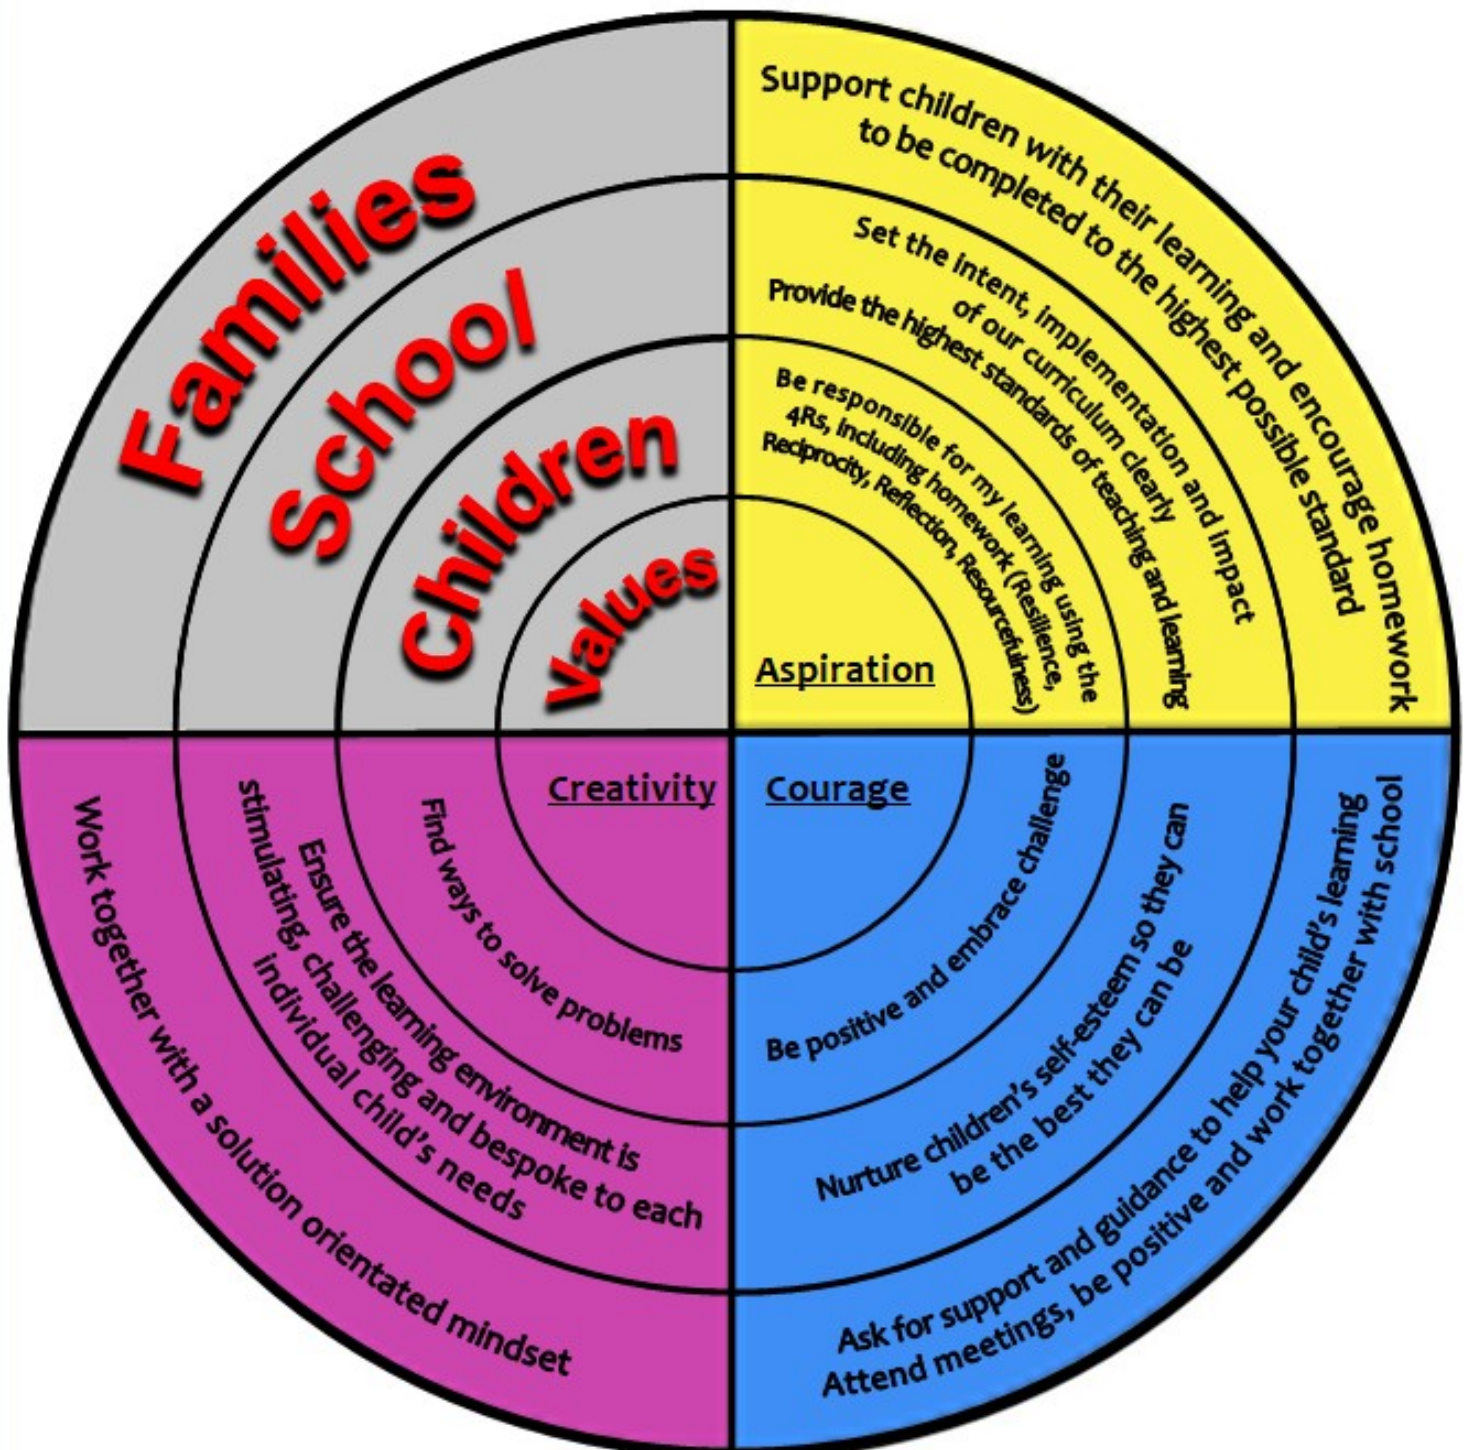 Families
School
Children
Values
Support children with their learning and encourage homework
to be completed to the highest possible standard
Set the intent, implementation and impact
of our curriculum clearly
Provide the highest standards of teaching and learning
Be responsible for my learning using the
4Rs, including homework (Resilience,
Reciprocity, Reflection, Resourcefulness)
Aspiration
Creativity
Find ways to solve problems
Ensure the learning environment is
stimulating, challenging and bespoke to each
individual child's needs
Work together with a solution orientated mindset
Courage
Be positive and embrace challenge
Nurture children's self-esteem so they can
be the best they can be
Ask for support and guidance to help your child's learning
Attend meetings, be positive and work together with school